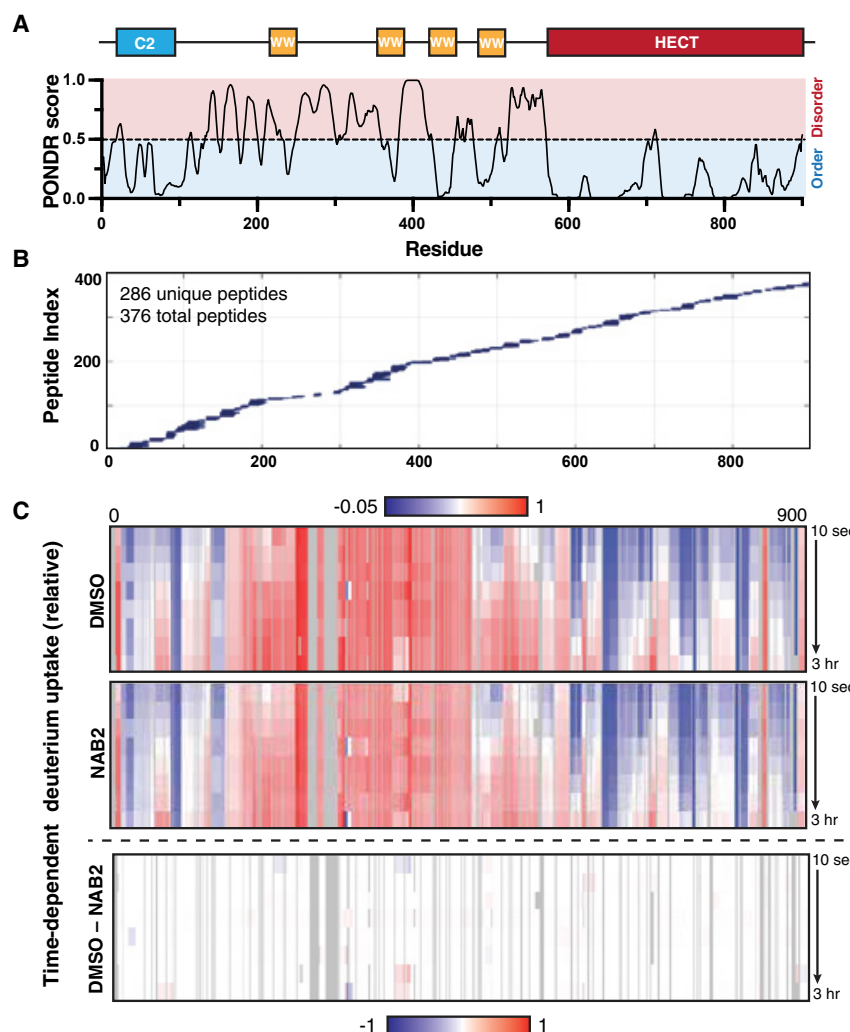 A
C2 WW WW WW WW HECT
PONDR score
1.0
0.5
0.0
Disorder
Order
0 200 400 600 800
Residue
B
Peptide Index
400
200
0
286 unique peptides
376 total peptides
0 200 400 600 800
C
-0.05 1
0 900
Time-dependent deuterium uptake (relative)
DMSO
10 sec
3 hr
NAB2
10 sec
3 hr
DMSO – NAB2
10 sec
3 hr
-1 1